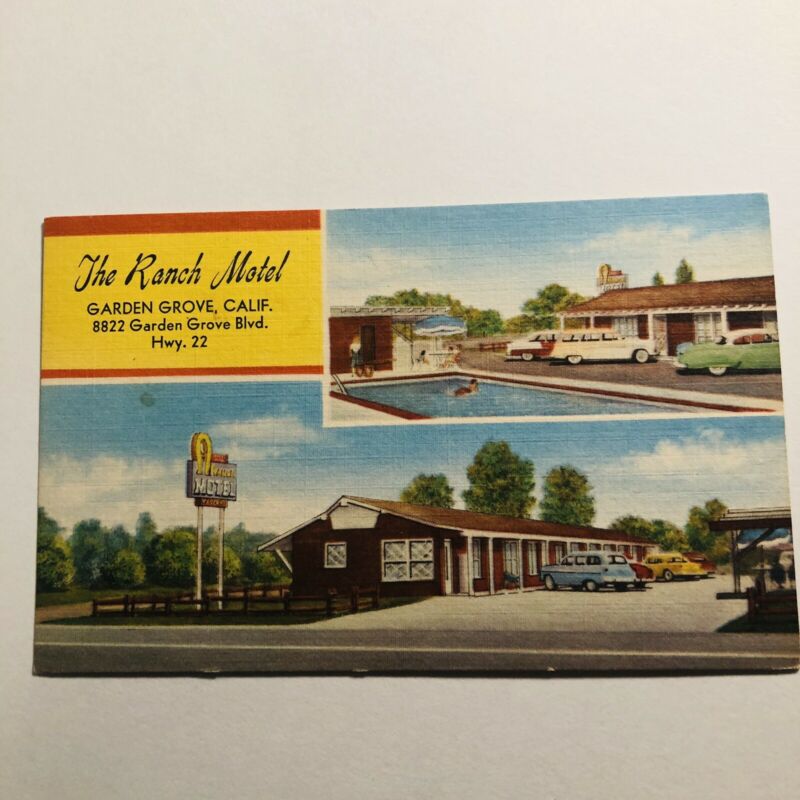 The Ranch Motel
GARDEN GROVE, CALIF.
8822 Garden Grove Blvd.
Hwy. 22
MOTEL